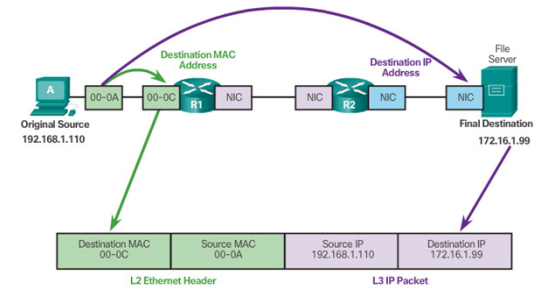 Destination MAC
Address
Destination IP
Address
File
Server
A
00-0A
00-0C
R1
NIC
NIC
R2
NIC
NIC
Original Source
192.168.1.110
Final Destination
172.16.1.99
Destination MAC
00-0C
Source MAC
00-0A
Source IP
192.168.1.110
Destination IP
172.16.1.99
L2 Ethernet Header
L3 IP Packet